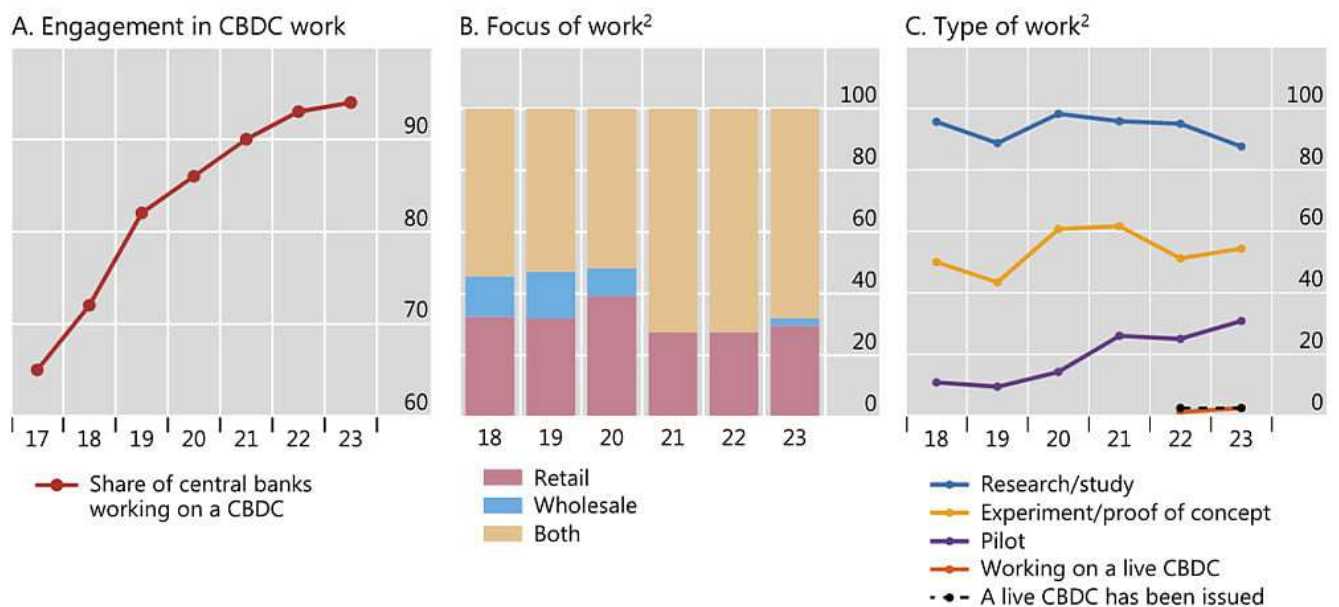 A. Engagement in CBDC work
90
80
70
60
17 18 19 20 21 22 23
Share of central banks
working on a CBDC
B. Focus of work²
100
80
60
40
20
0
18 19 20 21 22 23
Retail
Wholesale
Both
C. Type of work²
100
80
60
40
20
0
18 19 20 21 22 23
Research/study
Experiment/proof of concept
Pilot
Working on a live CBDC
A live CBDC has been issued